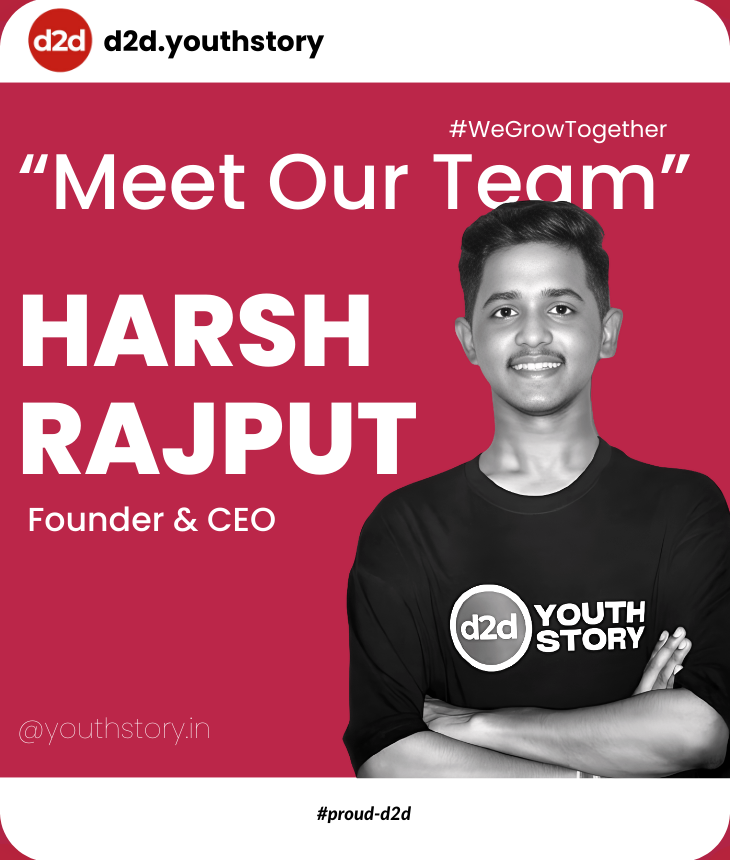 d2d d2d.youthstory
#WeGrowTogether
“Meet Our Team”
HARSH
RAJPUT
Founder & CEO
d2d YOUTH
STORY
@youthstory.in
#proud-d2d